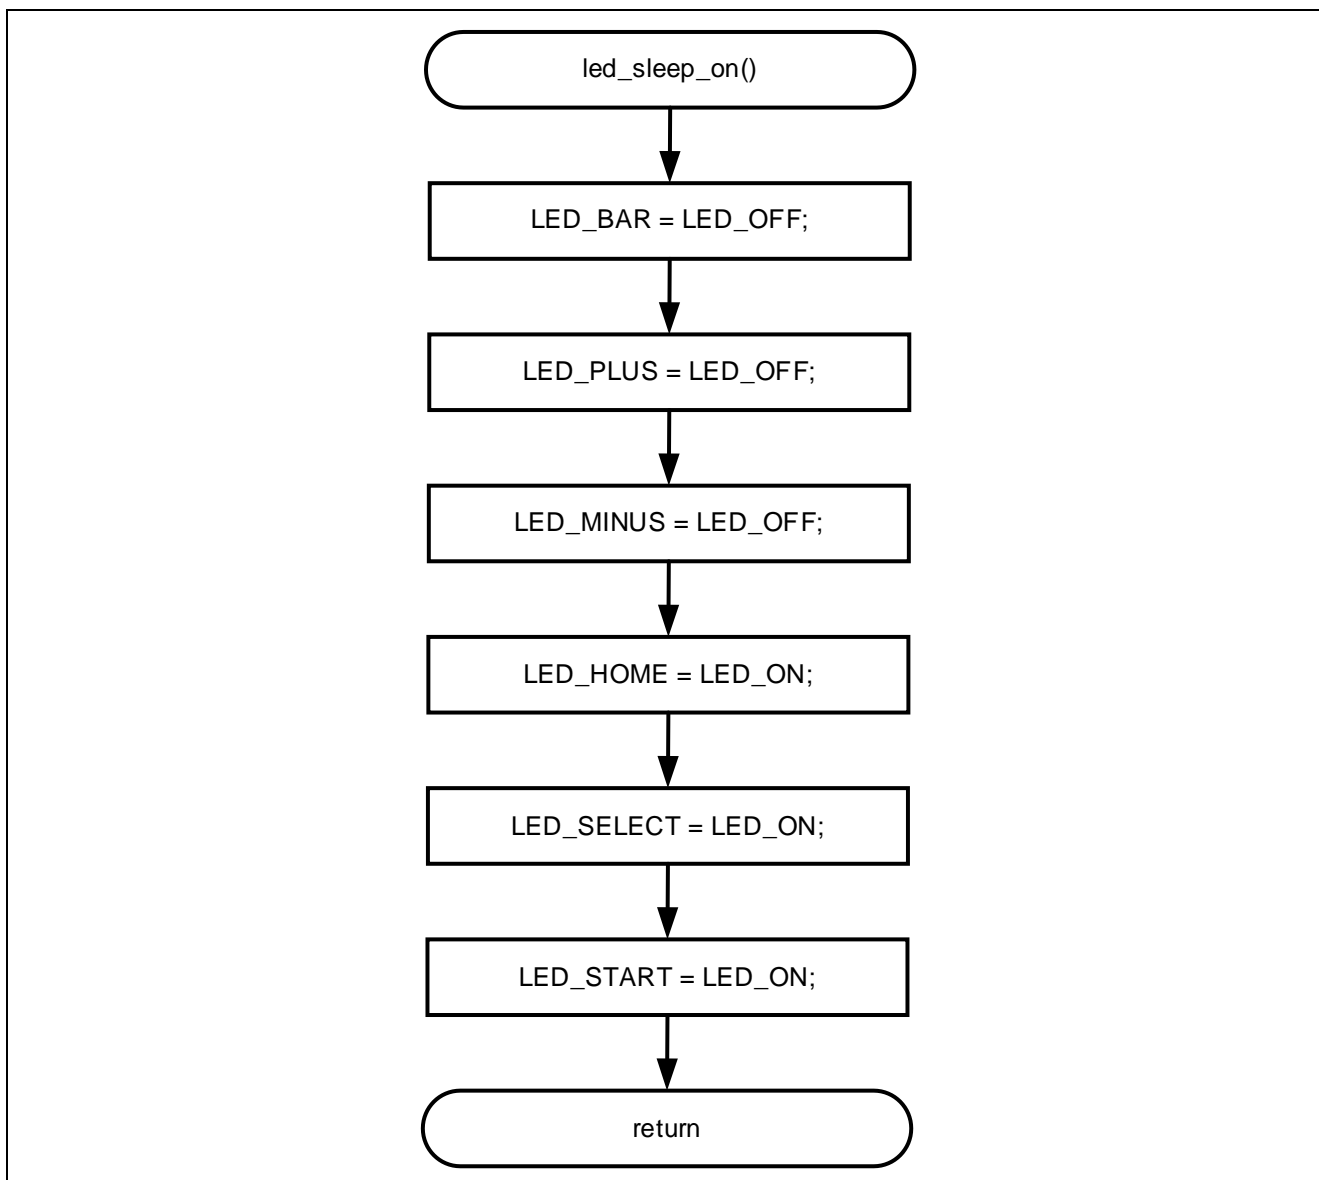 led_sleep_on()
LED_BAR = LED_OFF;
LED_PLUS = LED_OFF;
LED_MINUS = LED_OFF;
LED_HOME = LED_ON;
LED_SELECT = LED_ON;
LED_START = LED_ON;
return